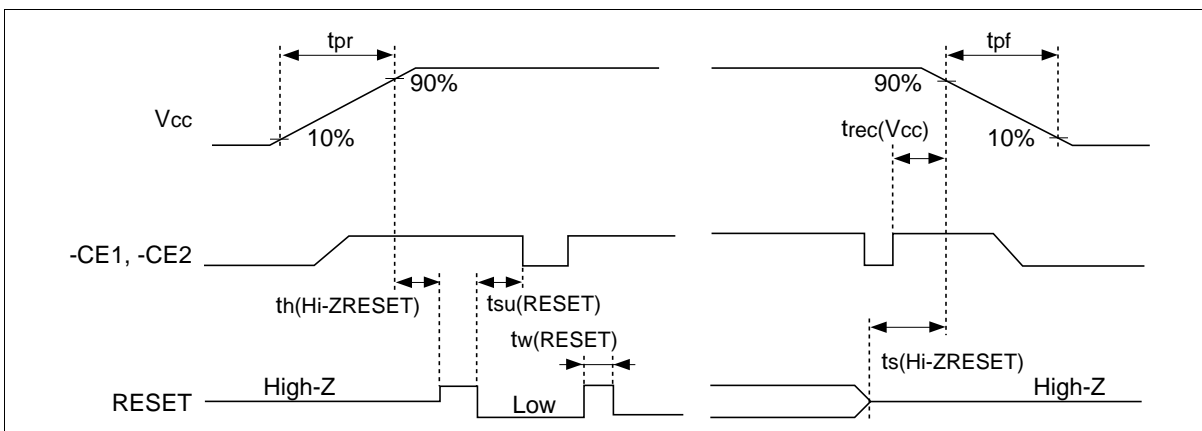 tpr
tpf
90%
90%
Vcc
trec(Vcc)
10%
10%
-CE1, -CE2
th(Hi-ZRESET)
tsu(RESET)
tw(RESET)
ts(Hi-ZRESET)
High-Z
High-Z
RESET
Low